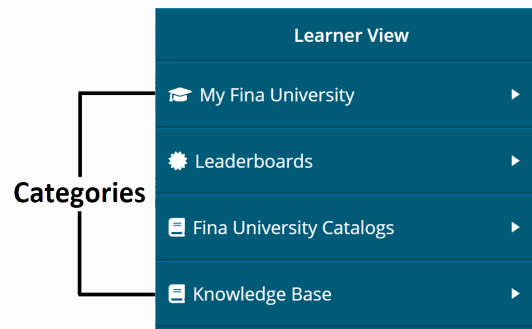 Learner View
My Fina University
Leaderboards
Categories
Fina University Catalogs
Knowledge Base